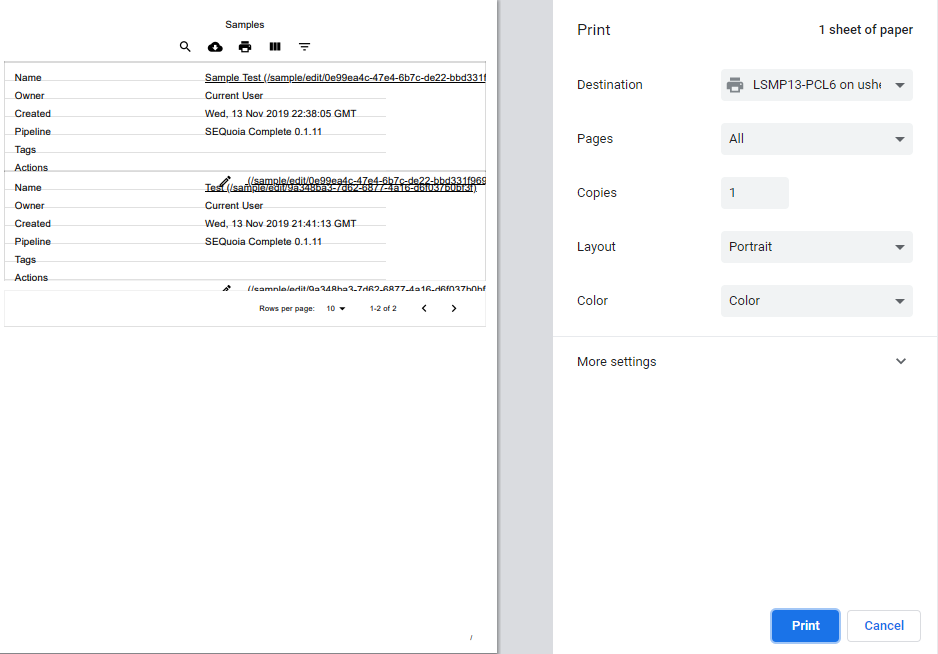 Samples
Name Sample Test (/sample/edit/0e99ea4c-47e4-6b7c-de22-bbd331f
Owner Current User
Created Wed, 13 Nov 2019 22:38:05 GMT
Pipeline SEQuoia Complete 0.1.11
Tags
Actions
(/sample/edit/0e99ea4c-47e4-6b7c-de22-bbd331f969
Name Test (/sample/edit/9a348ba3-7d62-6877-4a16-d6f037b0bf3f)
Owner Current User
Created Wed, 13 Nov 2019 21:41:13 GMT
Pipeline SEQuoia Complete 0.1.11
Tags
Actions
(/sample/edit/9a348ba3-7d62-6877-4a16-d6f037b0bf
Rows per page: 10 1-2 of 2
/
Print 1 sheet of paper
Destination LSMP13-PCL6 on ushe
Pages All
Copies 1
Layout Portrait
Color Color
More settings
Print Cancel